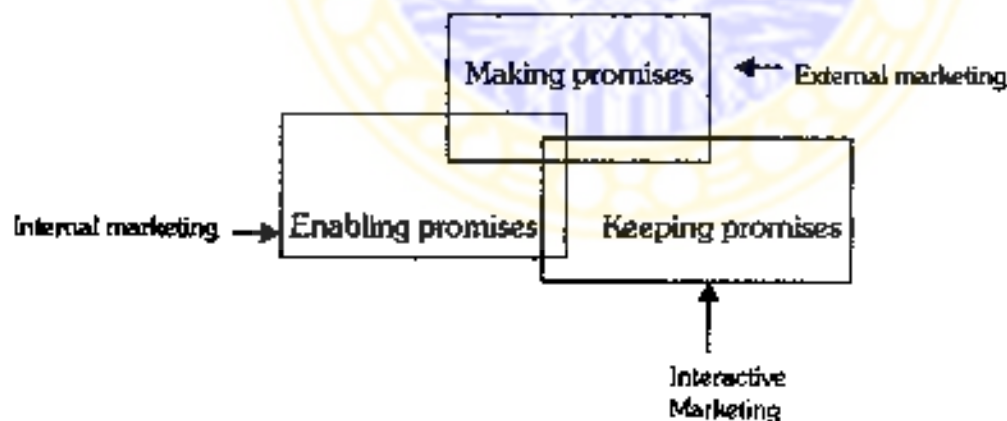 Making promises
External marketing
Internal marketing
Enabling promises
Keeping promises
Interactive
Marketing